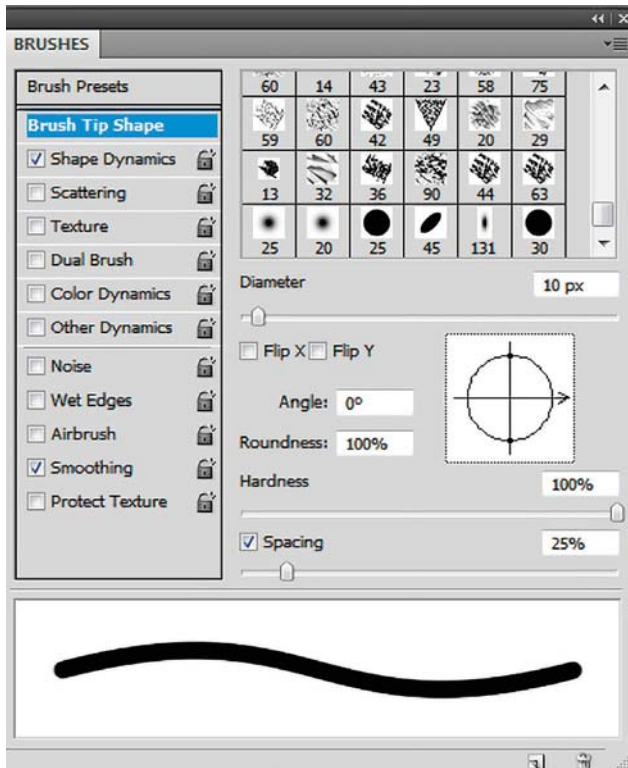 BRUSHES
Brush Presets
Brush Tip Shape
Shape Dynamics
Scattering
Texture
Dual Brush
Color Dynamics
Other Dynamics
Noise
Wet Edges
Airbrush
Smoothing
Protect Texture
60 14 43 23 58 75
59 60 42 49 20 29
13 32 36 90 44 63
25 20 25 45 131 30
Diameter 10 px
Flip X Flip Y
Angle: 0º
Roundness: 100%
Hardness 100%
Spacing 25%